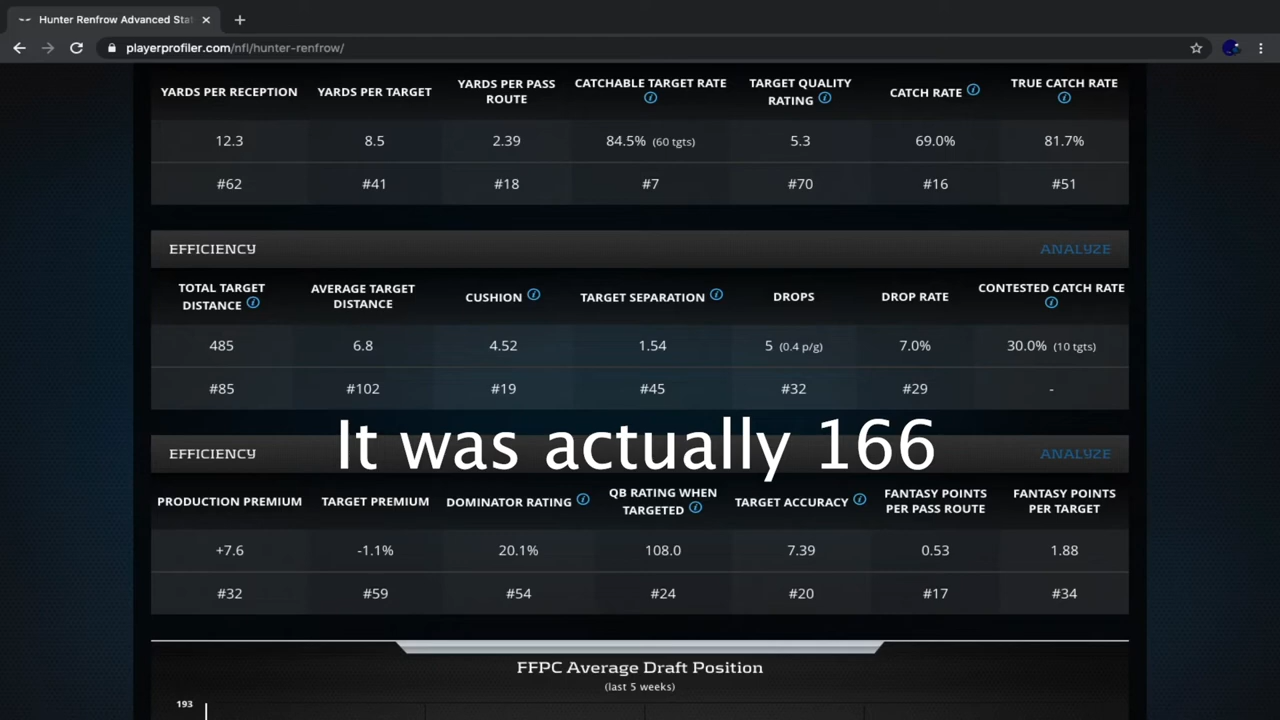 Hunter Renfrow Advanced Stat
playerprofiler.com/nfl/hunter-renfrow/
YARDS PER RECEPTION YARDS PER TARGET YARDS PER PASS ROUTE CATCHABLE TARGET RATE TARGET QUALITY RATING CATCH RATE TRUE CATCH RATE
12.3 8.5 2.39 84.5% (60 tgts) 5.3 69.0% 81.7%
#62 #41 #18 #7 #70 #16 #51
EFFICIENCY ANALYZE
TOTAL TARGET DISTANCE AVERAGE TARGET DISTANCE CUSHION TARGET SEPARATION DROPS DROP RATE CONTESTED CATCH RATE
485 6.8 4.52 1.54 5 (0.4 p/g) 7.0% 30.0% (10 tgts)
#85 #102 #19 #45 #32 #29 -
It was actually 166
EFFICIENCY ANALYZE
PRODUCTION PREMIUM TARGET PREMIUM DOMINATOR RATING QB RATING WHEN TARGETED TARGET ACCURACY FANTASY POINTS PER PASS ROUTE FANTASY POINTS PER TARGET
+7.6 -1.1% 20.1% 108.0 7.39 0.53 1.88
#32 #59 #54 #24 #20 #17 #34
FFPC Average Draft Position
(last 5 weeks)
193